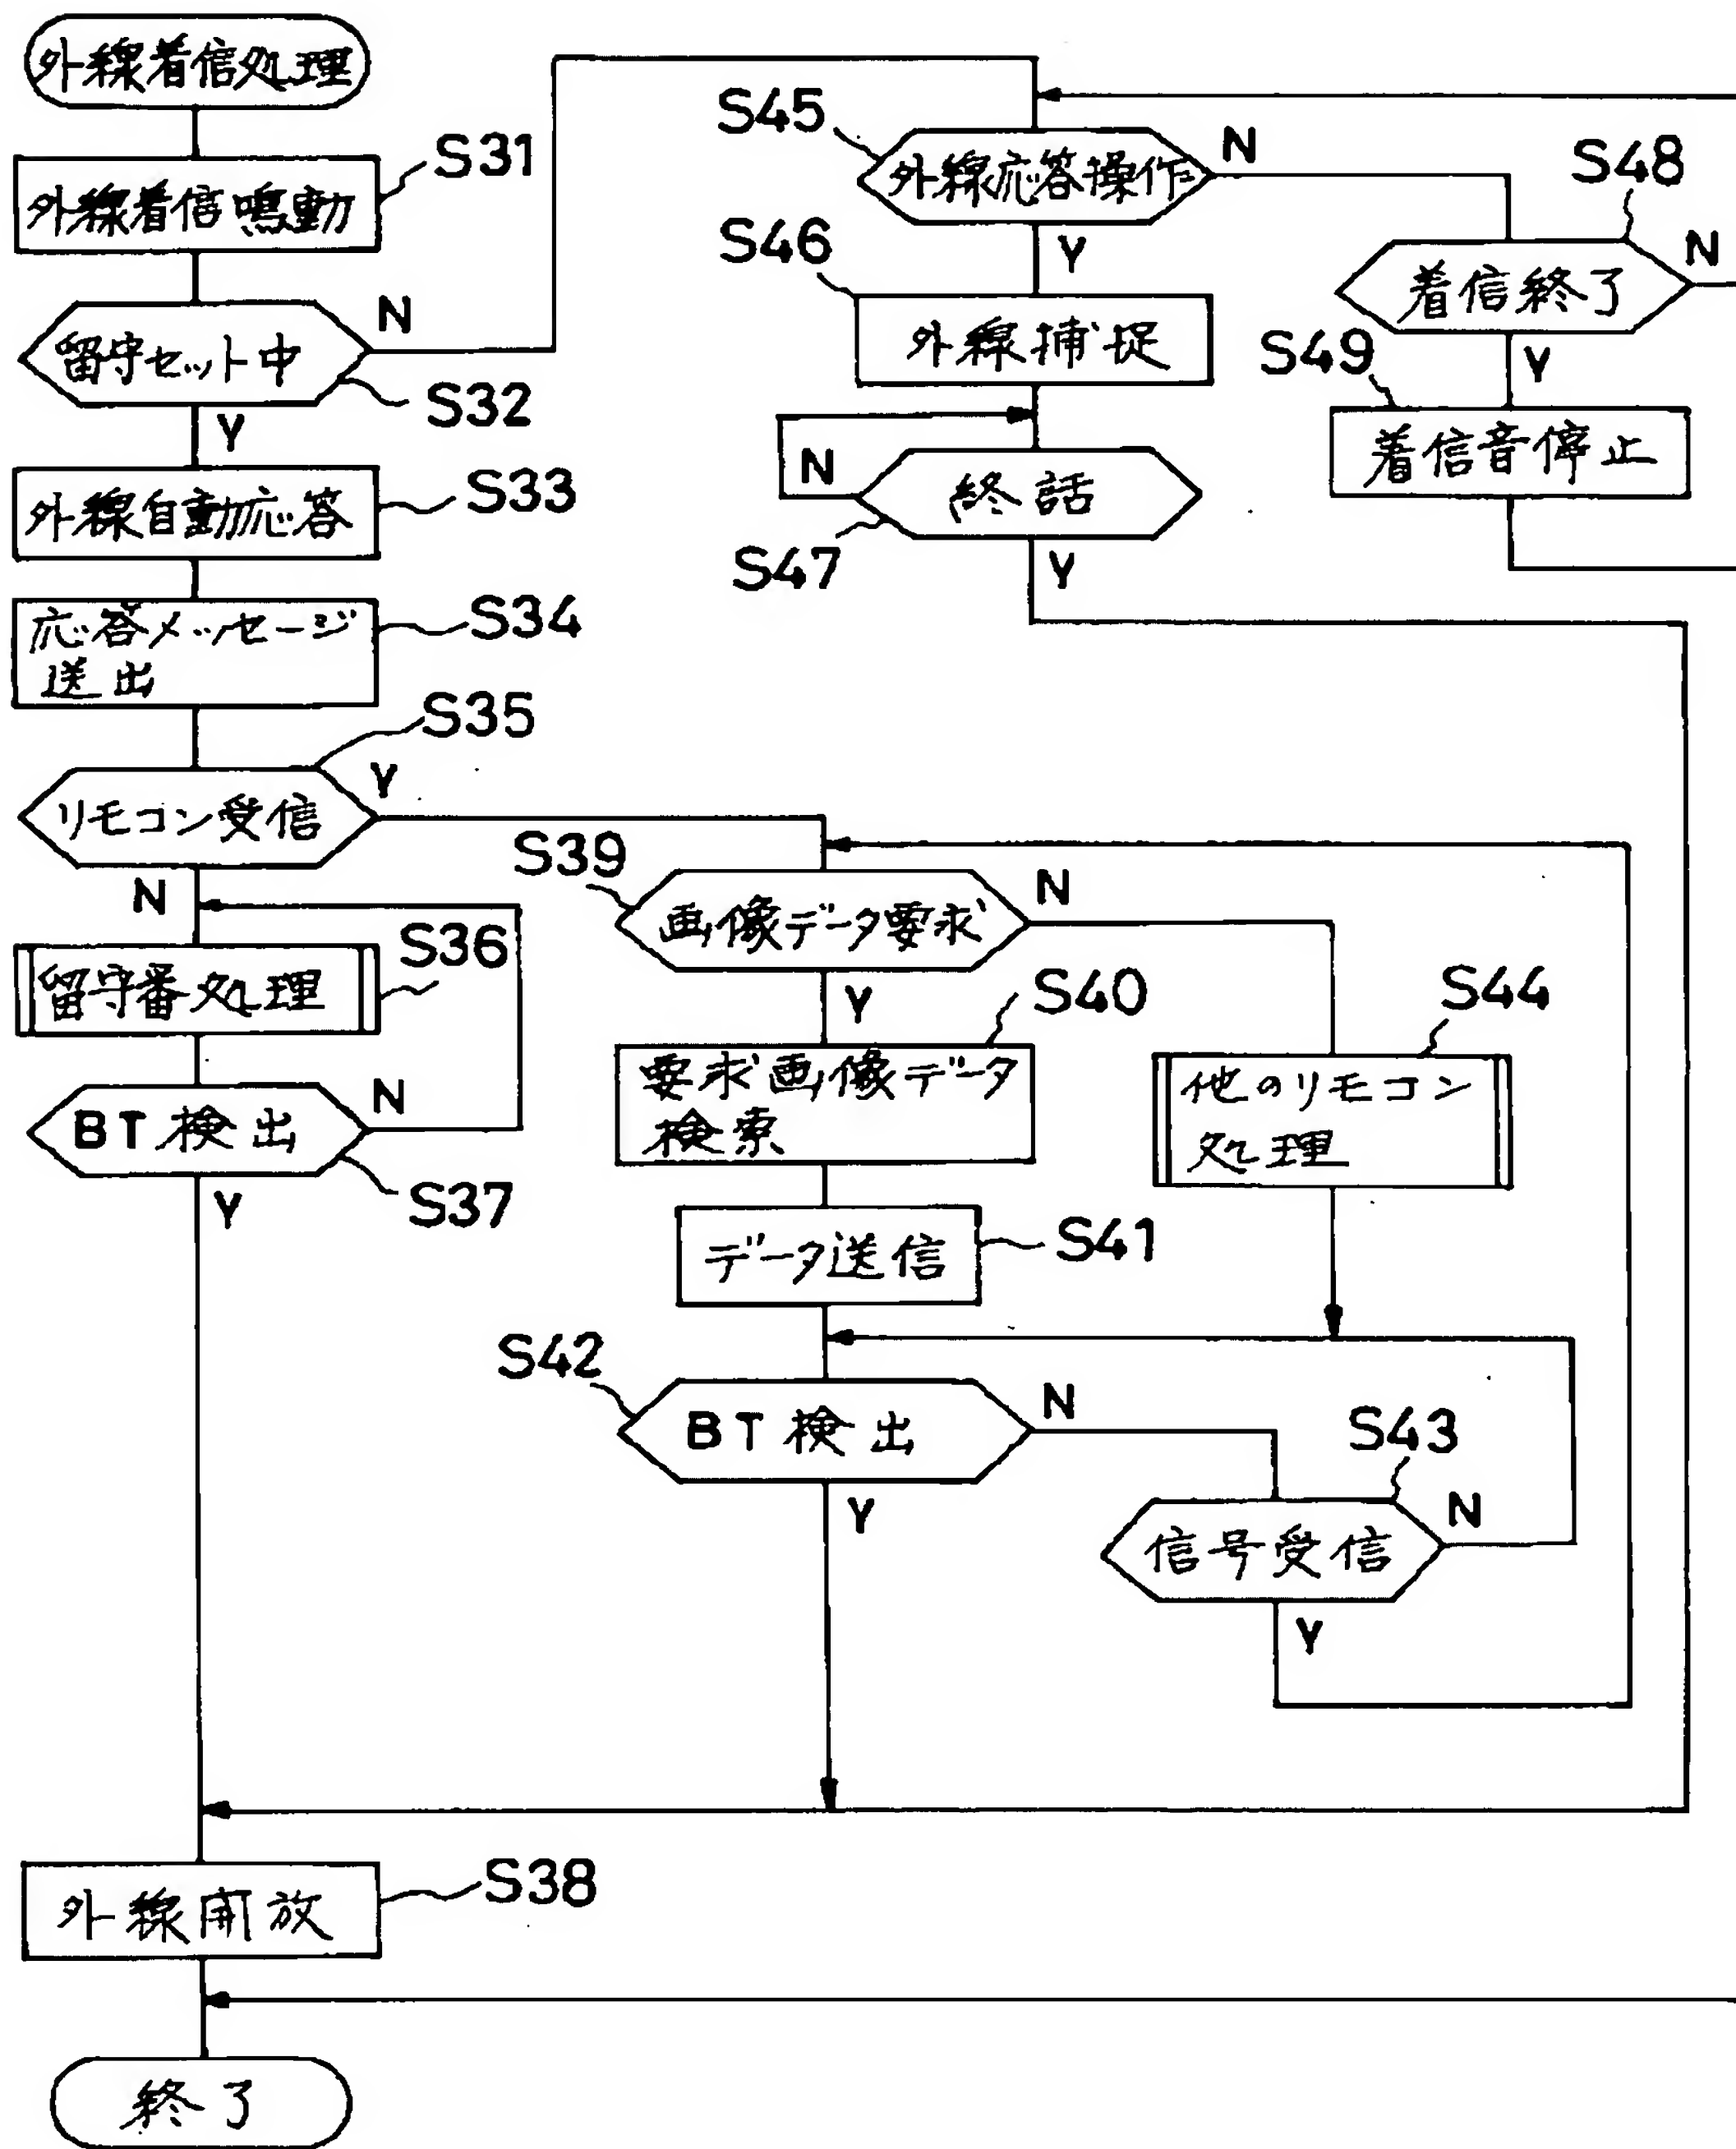 外線着信処理
S31
外線着信鳴動
N
留守セット中
S32
Y
外線自動応答
S33
応答メッセージ
送出
S34
S35
リモコン受信
Y
N
留守番処理
S36
BT検出
N
S37
Y
S45
外線応答操作
N
Y
S46
外線捕捉
N
終話
S47
Y
S48
着信終了
N
Y
S49
着信音停止
S39
画像データ要求
N
Y
S40
要求画像データ
検索
データ送信
S41
S42
BT検出
N
Y
S43
信号受信
N
Y
S44
他のリモコン
処理
外線開放
S38
終了